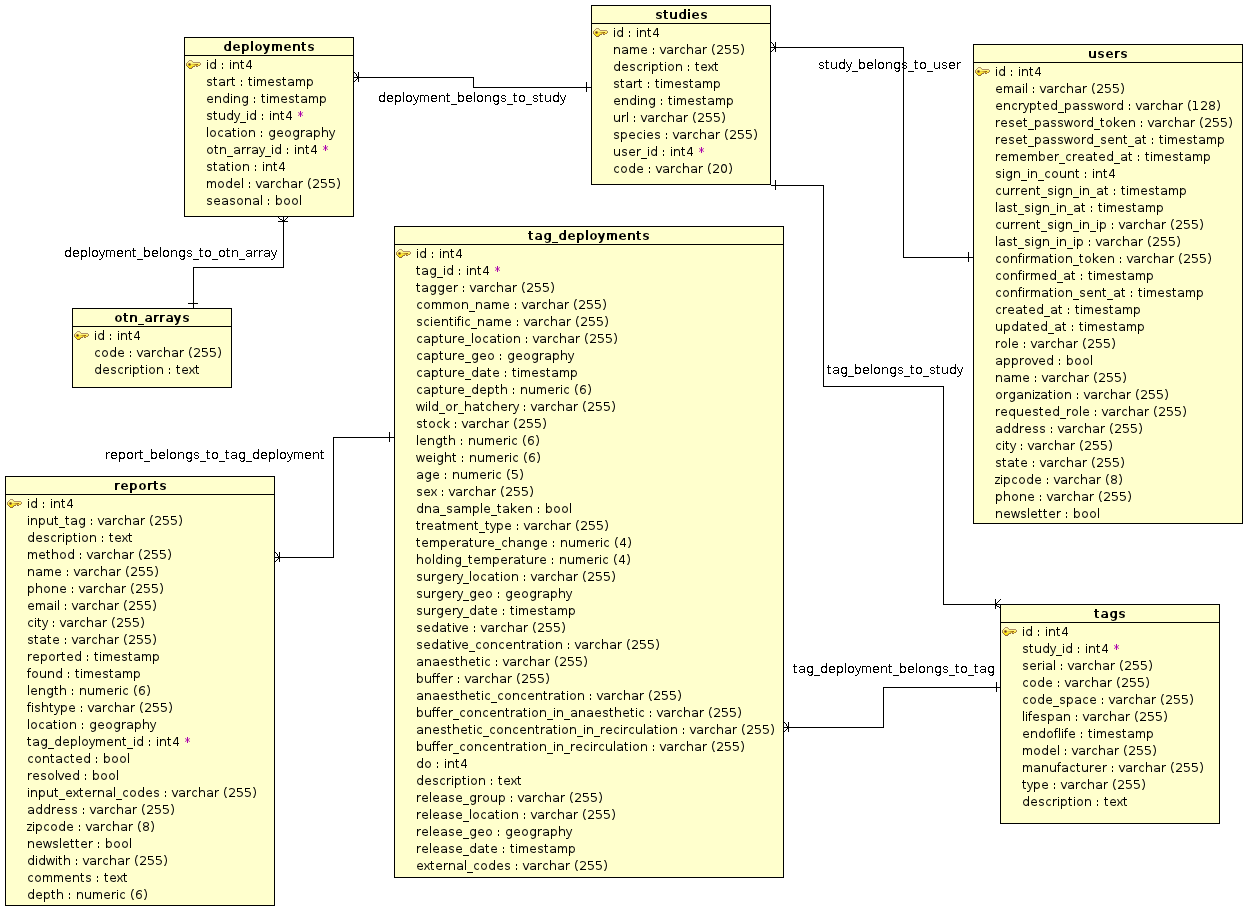 studies
id : int4
name : varchar (255)
description : text
start : timestamp
ending : timestamp
url : varchar (255)
species : varchar (255)
user_id : int4 *
code : varchar (20)
deployments
id : int4
start : timestamp
ending : timestamp
study_id : int4 *
location : geography
otn_array_id : int4 *
station : int4
model : varchar (255)
seasonal : bool
deployment_belongs_to_study
study_belongs_to_user
users
id : int4
email : varchar (255)
encrypted_password : varchar (128)
reset_password_token : varchar (255)
reset_password_sent_at : timestamp
remember_created_at : timestamp
sign_in_count : int4
current_sign_in_at : timestamp
last_sign_in_at : timestamp
current_sign_in_ip : varchar (255)
last_sign_in_ip : varchar (255)
confirmation_token : varchar (255)
confirmed_at : timestamp
confirmation_sent_at : timestamp
created_at : timestamp
updated_at : timestamp
role : varchar (255)
approved : bool
name : varchar (255)
organization : varchar (255)
requested_role : varchar (255)
address : varchar (255)
city : varchar (255)
state : varchar (255)
zipcode : varchar (8)
phone : varchar (255)
newsletter : bool
deployment_belongs_to_otn_array
otn_arrays
id : int4
code : varchar (255)
description : text
tag_deployments
id : int4
tag_id : int4 *
tagger : varchar (255)
common_name : varchar (255)
scientific_name : varchar (255)
capture_location : varchar (255)
capture_geo : geography
capture_date : timestamp
capture_depth : numeric (6)
wild_or_hatchery : varchar (255)
stock : varchar (255)
length : numeric (6)
weight : numeric (6)
age : numeric (5)
sex : varchar (255)
dna_sample_taken : bool
treatment_type : varchar (255)
temperature_change : numeric (4)
holding_temperature : numeric (4)
surgery_location : varchar (255)
surgery_geo : geography
surgery_date : timestamp
sedative : varchar (255)
sedative_concentration : varchar (255)
anaesthetic : varchar (255)
buffer : varchar (255)
anaesthetic_concentration : varchar (255)
buffer_concentration_in_anaesthetic : varchar (255)
anesthetic_concentration_in_recirculation : varchar (255)
buffer_concentration_in_recirculation : varchar (255)
do : int4
description : text
release_group : varchar (255)
release_location : varchar (255)
release_geo : geography
release_date : timestamp
external_codes : varchar (255)
tag_belongs_to_study
report_belongs_to_tag_deployment
reports
id : int4
input_tag : varchar (255)
description : text
method : varchar (255)
name : varchar (255)
phone : varchar (255)
email : varchar (255)
city : varchar (255)
state : varchar (255)
reported : timestamp
found : timestamp
length : numeric (6)
fishtype : varchar (255)
location : geography
tag_deployment_id : int4 *
contacted : bool
resolved : bool
input_external_codes : varchar (255)
address : varchar (255)
zipcode : varchar (8)
newsletter : bool
didwith : varchar (255)
comments : text
depth : numeric (6)
tag_deployment_belongs_to_tag
tags
id : int4
study_id : int4 *
serial : varchar (255)
code : varchar (255)
code_space : varchar (255)
lifespan : varchar (255)
endoflife : timestamp
model : varchar (255)
manufacturer : varchar (255)
type : varchar (255)
description : text